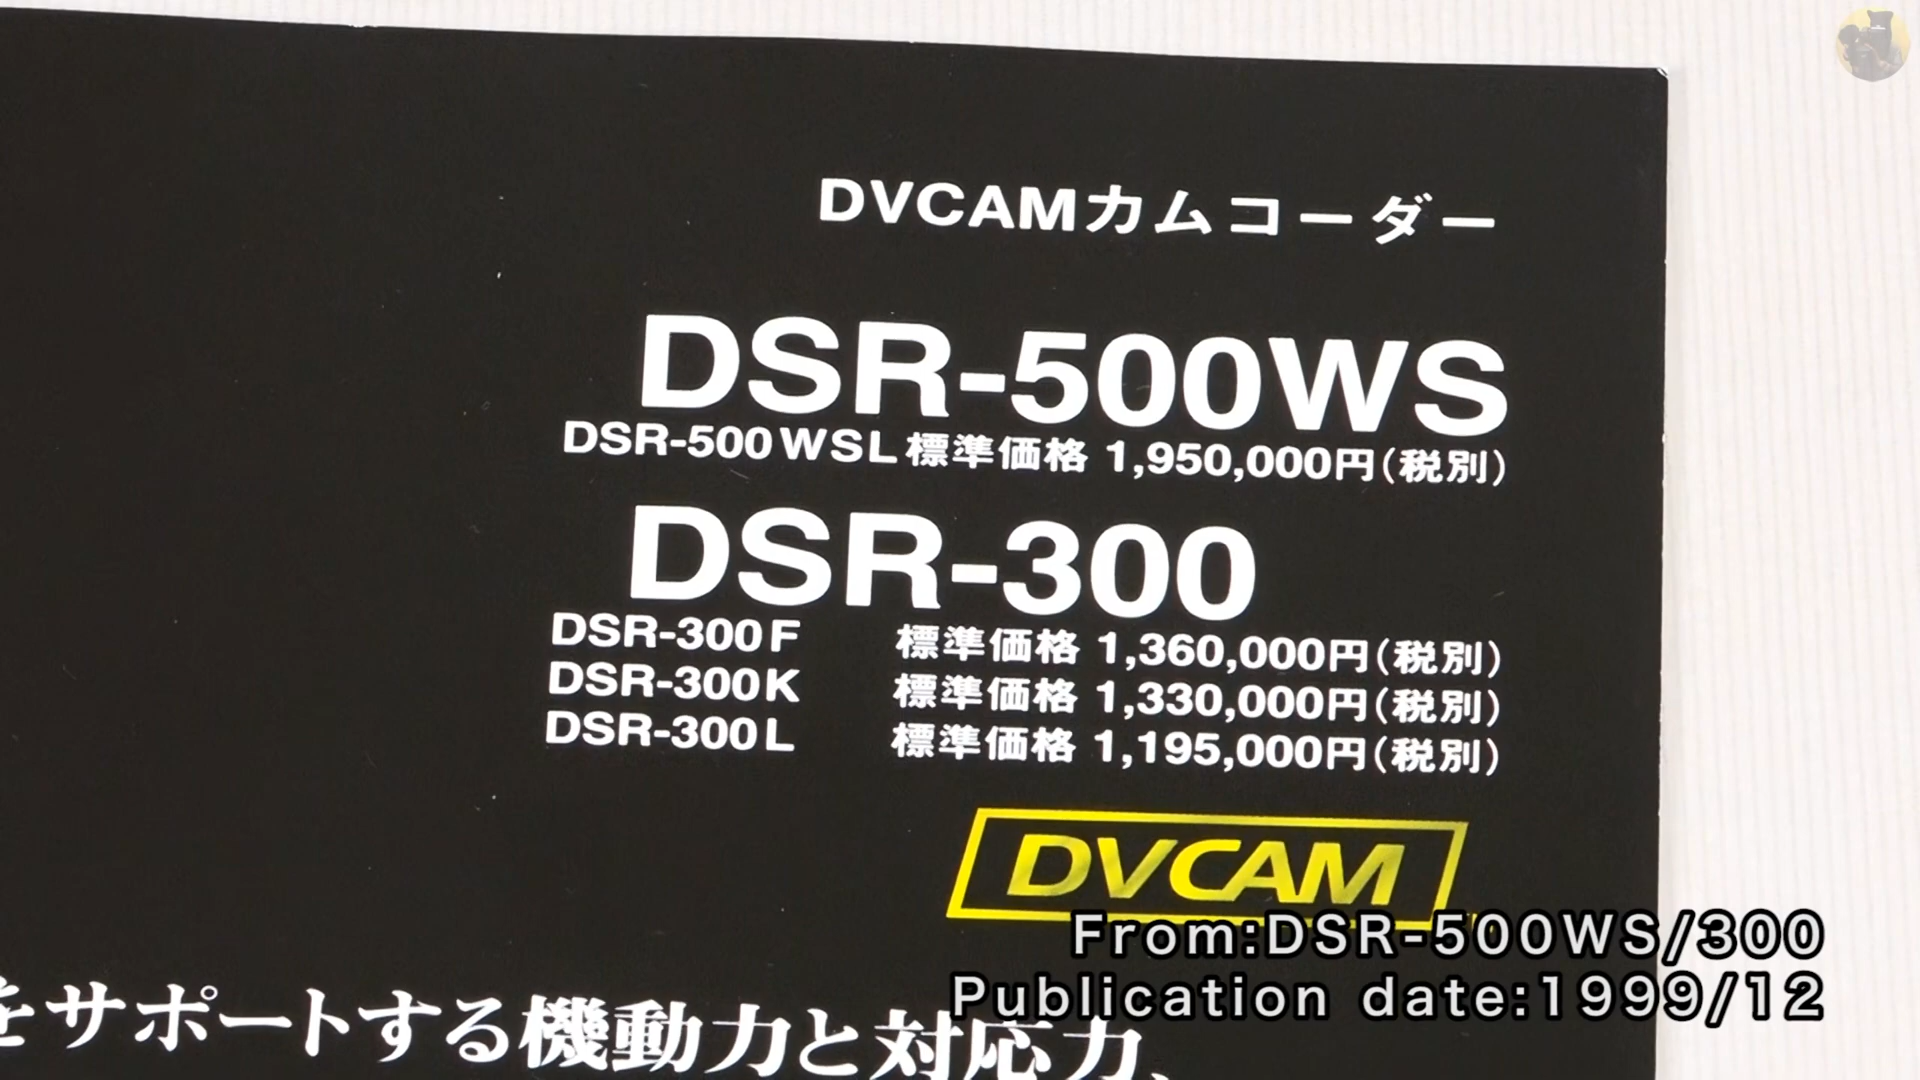 DVCAMカムコーダー
DSR-500WS
DSR-500WSL 標準価格 1,950,000円(税別)
DSR-300
DSR-300F 標準価格 1,360,000円(税別)
DSR-300K 標準価格 1,330,000円(税別)
DSR-300L 標準価格 1,195,000円(税別)
DVCAM
From:DSR-500WS/300
Publication date:1999/12
をサポートする機動力と対応力、